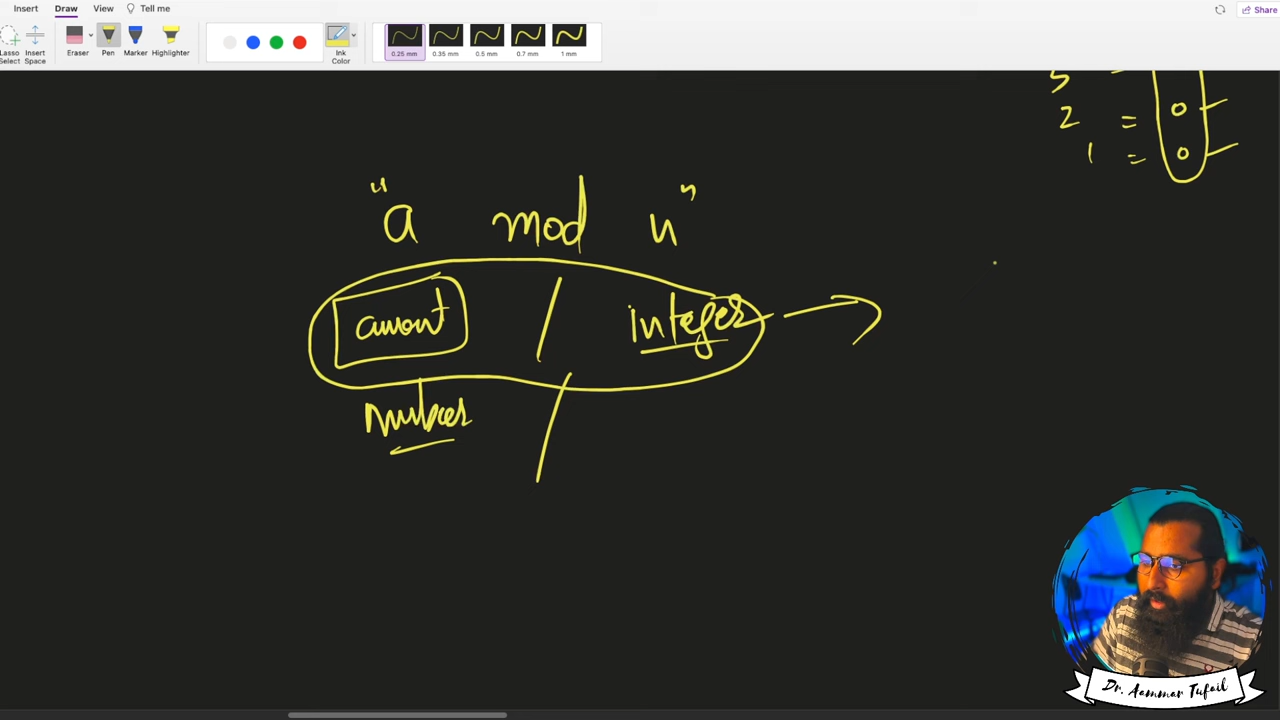 Insert Draw View Tell me
Share
Lasso Select
Insert Space
Eraser
Pen
Marker
Highlighter
Ink Color
0.25 mm 0.35 mm 0.5 mm 0.7 mm 1 mm
2 = 0
1 = 0
"a mod n"
/ integer
number /
Dr. Aammar Tufail